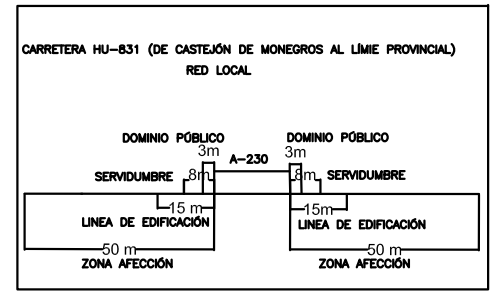 CARRETERA HU-831 (DE CASTEJÓN DE MONEGROS AL LÍMIE PROVINCIAL)
RED LOCAL
DOMINIO PÚBLICO DOMINIO PÚBLICO
3m A-230 3m
SERVIDUMBRE 8m 8m SERVIDUMBRE
15 m 15m
LINEA DE EDIFICACIÓN LINEA DE EDIFICACIÓN
50 m 50 m
ZONA AFECCIÓN ZONA AFECCIÓN